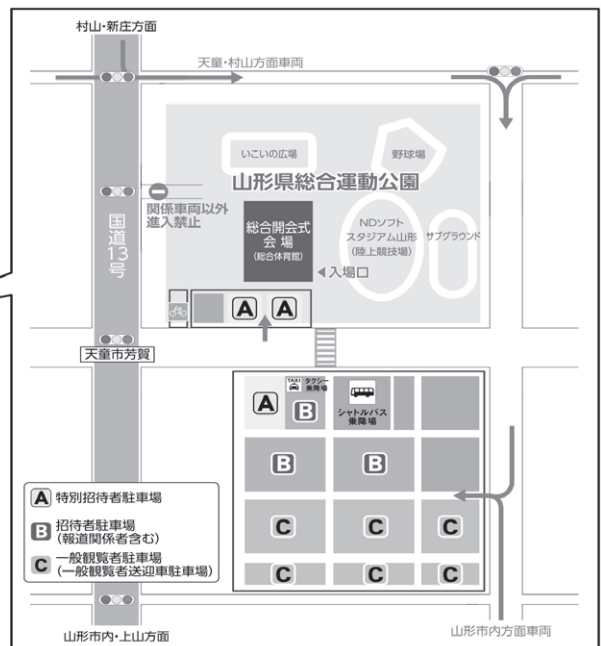 村山・新庄方面
天童・村山方面車両
いこいの広場
野球場
山形県総合運動公園
関係車両以外
進入禁止
国道13号
総合開会式
会場
(総合体育館)
NDソフト
スタジアム山形
(陸上競技場)
サブグラウンド
◀入場口
A
A
天童市芳賀
A
TAXI
タクシー
乗降場
B
シャトルバス
乗降場
B
B
C
C
C
C
C
C
A 特別招待者駐車場
B 招待者駐車場
(報道関係者含む)
C 一般観覧者駐車場
(一般観覧者送迎車駐車場)
山形市内・上山方面
山形市内方面車両